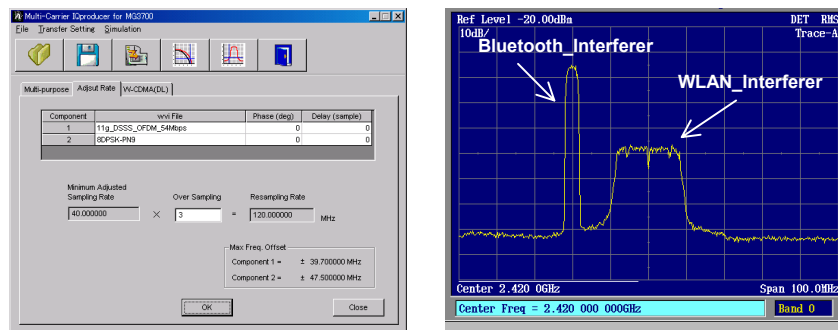 Multi-Carrier IQproducer for MG3700
File Transfer Setting Simulation
Multi-purpose Adjsut Rate W-CDMA(DL)
Component wvi File Phase (deg) Delay (sample)
1 11g_DSSS_OFDM_54Mbps 0 0
2 8DPSK-PN9 0 0
Minimum Adjusted
Sampling Rate Over Sampling Resampling Rate
40.000000 × 3 = 120.000000 MHz
Max Freq. Offset
Component 1 = ± 39.700000 MHz
Component 2 = ± 47.500000 MHz
OK Close
Ref Level -20.00dBm DET RMS
10dB/ Trace-A
Bluetooth_Interferer
WLAN_Interferer
Center 2.420 0GHz Span 100.0MHz
Center Freq = 2.420 000 000GHz Band 0